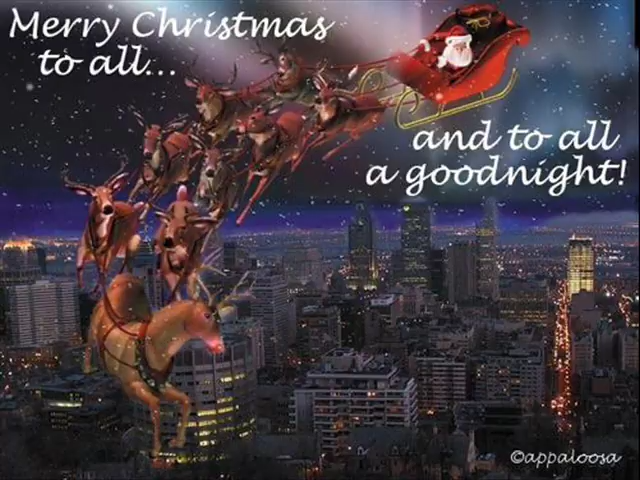 Merry Christmas
to all...
and to all
a goodnight!
©appaloosa